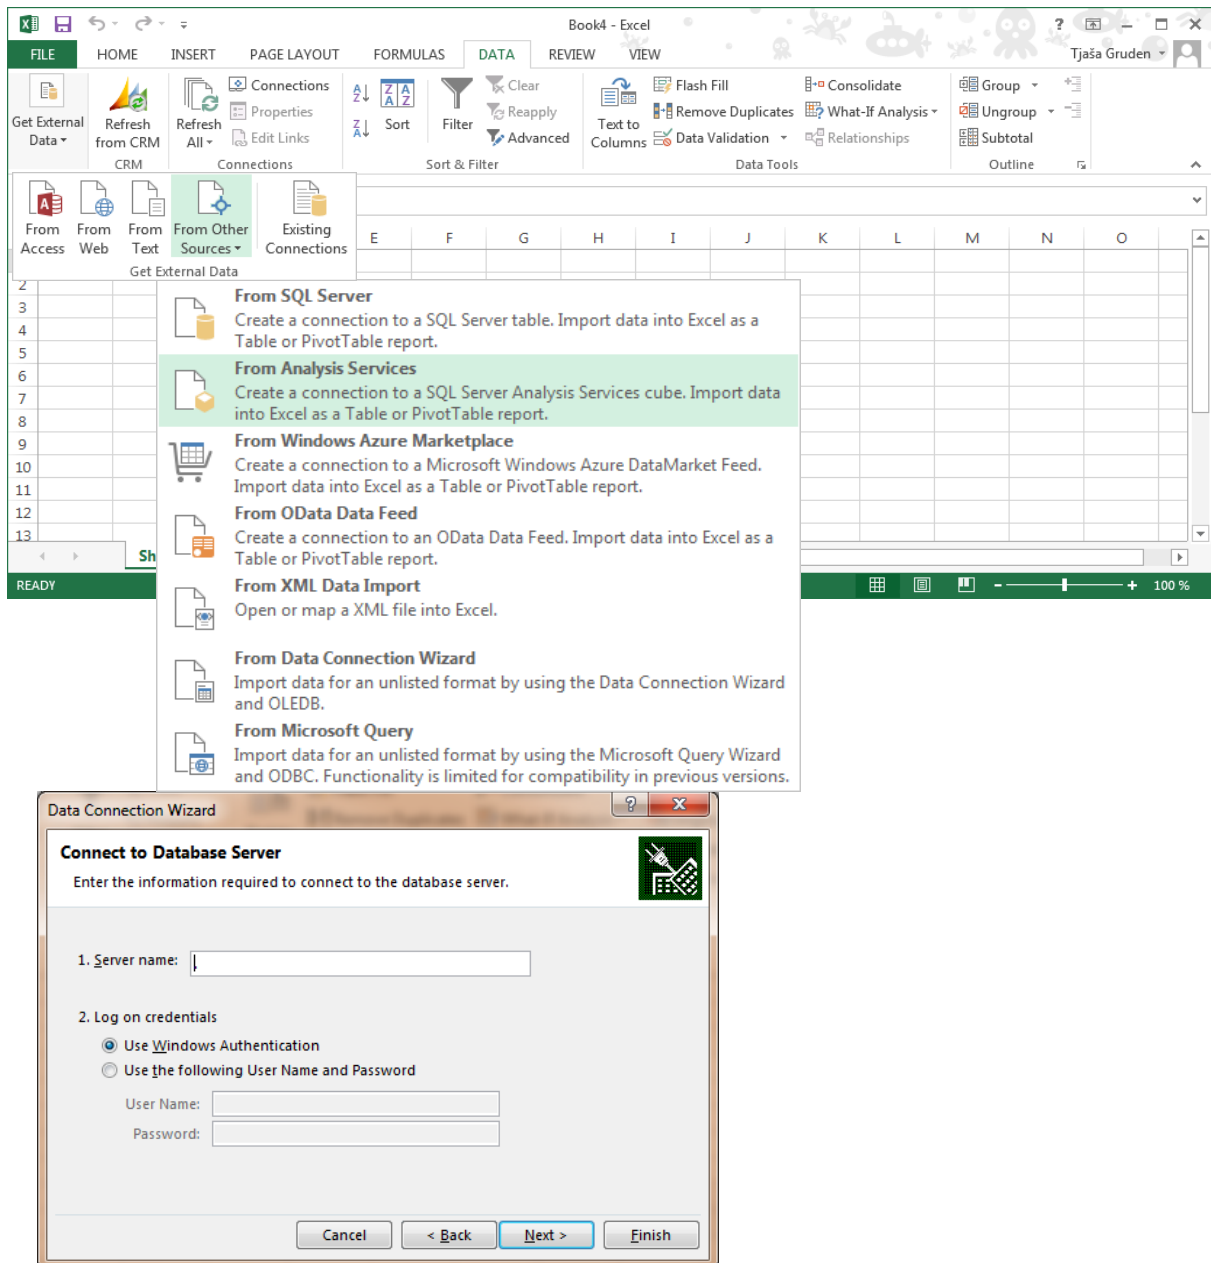 Book4 - Excel
?
FILE HOME INSERT PAGE LAYOUT FORMULAS DATA REVIEW VIEW Tjaša Gruden
Get External Data
Refresh from CRM
CRM
Refresh All
Connections
Properties
Edit Links
Connections
Sort
Filter
Clear
Reapply
Advanced
Sort & Filter
Text to Columns
Flash Fill
Remove Duplicates
Data Validation
Consolidate
What-If Analysis
Relationships
Data Tools
Group
Ungroup
Subtotal
Outline
From Access
From Web
From Text
From Other Sources
Existing Connections
Get External Data
E F G H I J K L M N O
2
3
4
5
6
7
8
9
10
11
12
13
Sh
READY
100 %
From SQL Server
Create a connection to a SQL Server table. Import data into Excel as a
Table or PivotTable report.
From Analysis Services
Create a connection to a SQL Server Analysis Services cube. Import data
into Excel as a Table or PivotTable report.
From Windows Azure Marketplace
Create a connection to a Microsoft Windows Azure DataMarket Feed.
Import data into Excel as a Table or PivotTable report.
From OData Data Feed
Create a connection to an OData Data Feed. Import data into Excel as a
Table or PivotTable report.
From XML Data Import
Open or map a XML file into Excel.
From Data Connection Wizard
Import data for an unlisted format by using the Data Connection Wizard
and OLEDB.
From Microsoft Query
Import data for an unlisted format by using the Microsoft Query Wizard
and ODBC. Functionality is limited for compatibility in previous versions.
Data Connection Wizard
Connect to Database Server
Enter the information required to connect to the database server.
1. Server name:
2. Log on credentials
Use Windows Authentication
Use the following User Name and Password
User Name:
Password:
Cancel < Back Next > Finish